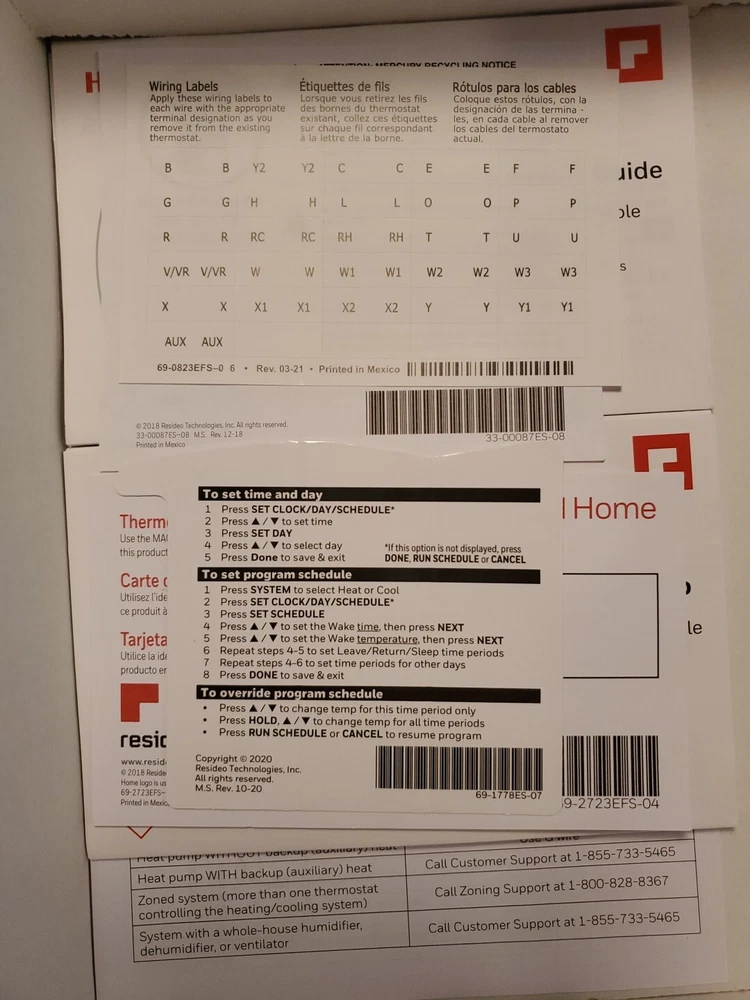 ATTENTION: MERCURY RECYCLING NOTICE
H
Wiring Labels
Apply these wiring labels to
each wire with the appropriate
terminal designation as you
remove it from the existing
thermostat.
Étiquettes de fils
Lorsque vous retirez les fils
des bornes du thermostat
existant, collez ces étiquettes
sur chaque fil correspondant
à la lettre de la borne.
Rótulos para los cables
Coloque estos rótulos, con la
designación de las termina -
les, en cada cable al remover
los cables del termostato
actual.
uide
ble
s
B B Y2 Y2 C C E E F F
G G H H L L O O P P
R R RC RC RH RH T T U U
V/VR V/VR W W W1 W1 W2 W2 W3 W3
X X X1 X1 X2 X2 Y Y Y1 Y1
AUX AUX
69-0823EFS-0 6 • Rev. 03-21 • Printed in Mexico
© 2018 Resideo Technologies, Inc. All rights reserved.
33-00087ES-08 M.S. Rev. 12-18
Printed in Mexico
33-00087ES-08
To set time and day
1 Press SET CLOCK/DAY/SCHEDULE*
2 Press ▲/▼ to set time
3 Press SET DAY
4 Press ▲/▼ to select day
5 Press Done to save & exit
*If this option is not displayed, press
DONE, RUN SCHEDULE or CANCEL
To set program schedule
1 Press SYSTEM to select Heat or Cool
2 Press SET CLOCK/DAY/SCHEDULE*
3 Press SET SCHEDULE
4 Press ▲/▼ to set the Wake time, then press NEXT
5 Press ▲/▼ to set the Wake temperature, then press NEXT
6 Repeat steps 4-5 to set Leave/Return/Sleep time periods
7 Repeat steps 4-6 to set time periods for other days
8 Press DONE to save & exit
To override program schedule
• Press ▲/▼ to change temp for this time period only
• Press HOLD, ▲/▼ to change temp for all time periods
• Press RUN SCHEDULE or CANCEL to resume program
Copyright © 2020
Resideo Technologies, Inc.
All rights reserved.
M.S. Rev. 10-20
69-1778ES-07
Therm
Use the MA
this product
Carte d
Utilisez l'ide
ce produit à
Tarjeta
Utilice la ide
producto en
resid
www.reside
© 2018 Reside
Home logo is us
69-2723EFS-
Printed in Mexic
Home
le
69-2723EFS-04
Heat pump WITHOUT backup (auxiliary) heat
Use G wire
Heat pump WITH backup (auxiliary) heat
Call Customer Support at 1-855-733-5465
Zoned system (more than one thermostat
controlling the heating/cooling system)
Call Zoning Support at 1-800-828-8367
System with a whole-house humidifier,
dehumidifier, or ventilator
Call Customer Support at 1-855-733-5465